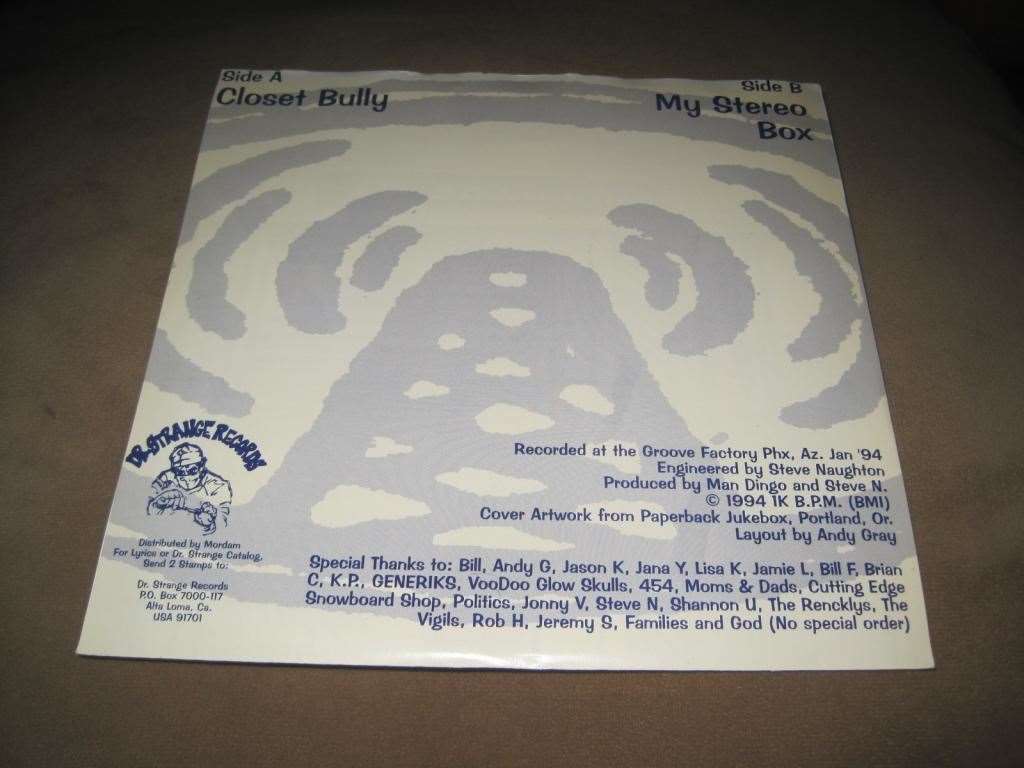 Side A
Closet Bully
Side B
My Stereo
Box
DR. STRANGE RECORDS
Distributed by Mordam
For Lyrics or Dr. Strange Catalog,
Send 2 Stamps to:
Dr. Strange Records
P.O. Box 7000-117
Alta Loma, Ca.
USA 91701
Recorded at the Groove Factory Phx, Az. Jan '94
Engineered by Steve Naughton
Produced by Man Dingo and Steve N.
© 1994 1K B.P.M. (BMI)
Cover Artwork from Paperback Jukebox, Portland, Or.
Layout by Andy Gray
Special Thanks to: Bill, Andy G, Jason K, Jana Y, Lisa K, Jamie L, Bill F, Brian
C, K.P., GENERIKS, VooDoo Glow Skulls, 454, Moms & Dads, Cutting Edge
Snowboard Shop, Politics, Jonny V, Steve N, Shannon U, The Rencklys, The
Vigils, Rob H, Jeremy S, Families and God (No special order)